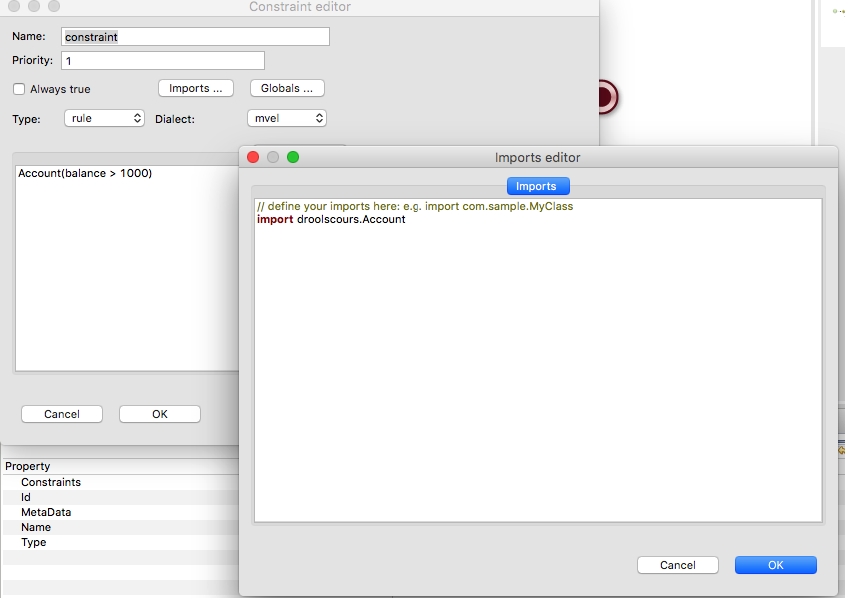 Constraint editor
Name: constraint
Priority: 1
Always true Imports ... Globals ...
Type: rule Dialect: mvel
Account(balance > 1000)
Cancel OK
Imports editor
Imports
// define your imports here: e.g. import com.sample.MyClass
import droolscours.Account
Cancel OK
Property
Constraints
Id
MetaData
Name
Type